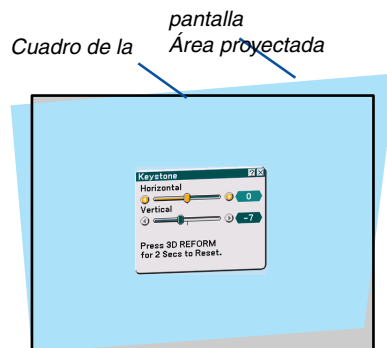 pantalla
Cuadro de la
Área proyectada
Keystone
Horizontal
0
Vertical
-7
Press 3D REFORM
for 2 Secs to Reset.